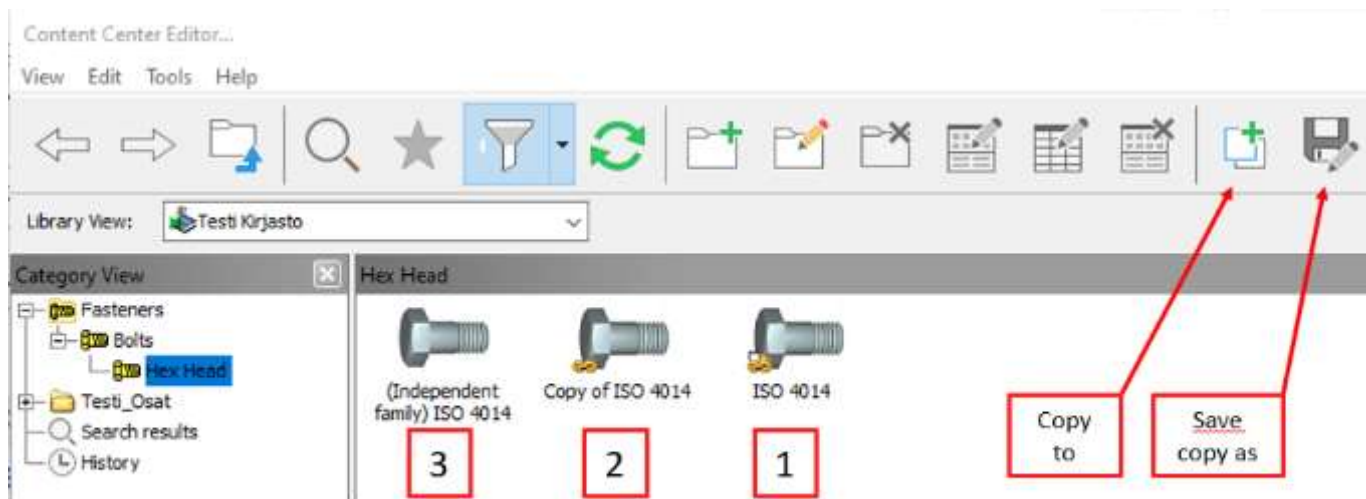 Content Center Editor...
View Edit Tools Help
Library View: Testi Kirjasto
Category View
Hex Head
Fasteners
Bolts
Hex Head
Testi_Osat
Search results
History
(Independent
family) ISO 4014
Copy of ISO 4014
ISO 4014
3
2
1
Copy
to
Save
copy as